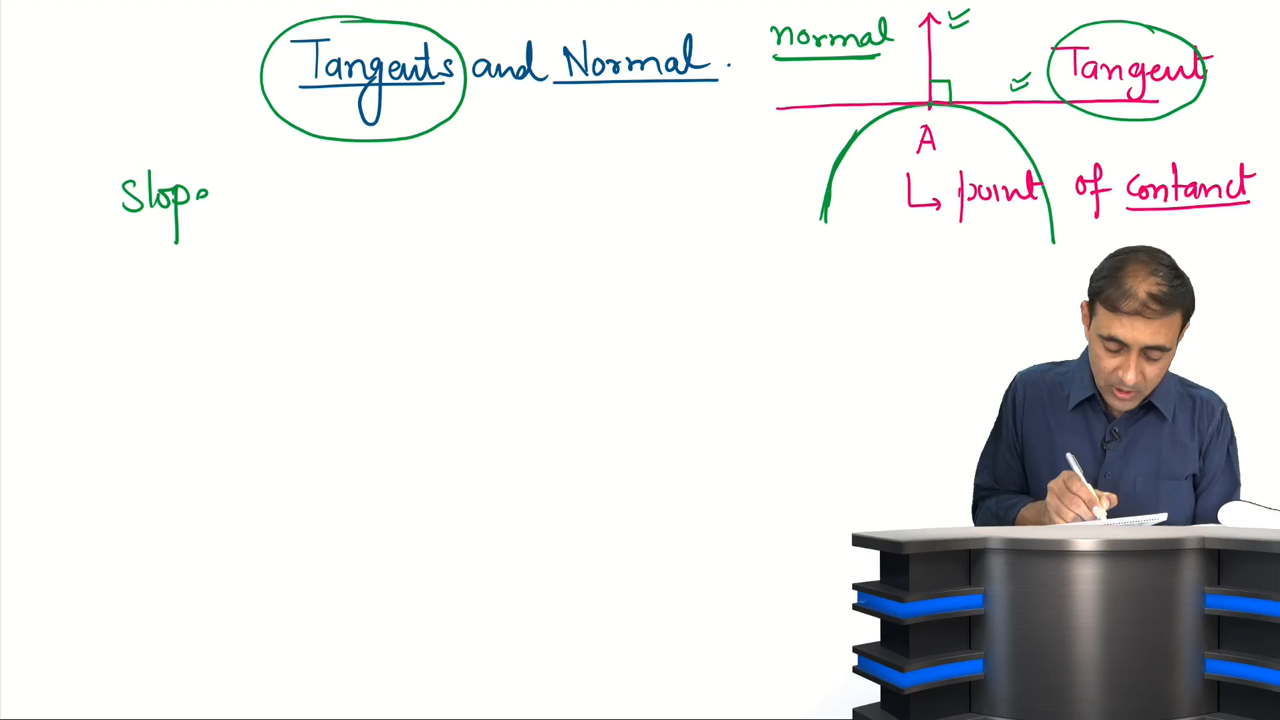 Tangents and Normal.
normal
Tangent
A
↳ point of contanct
Slope